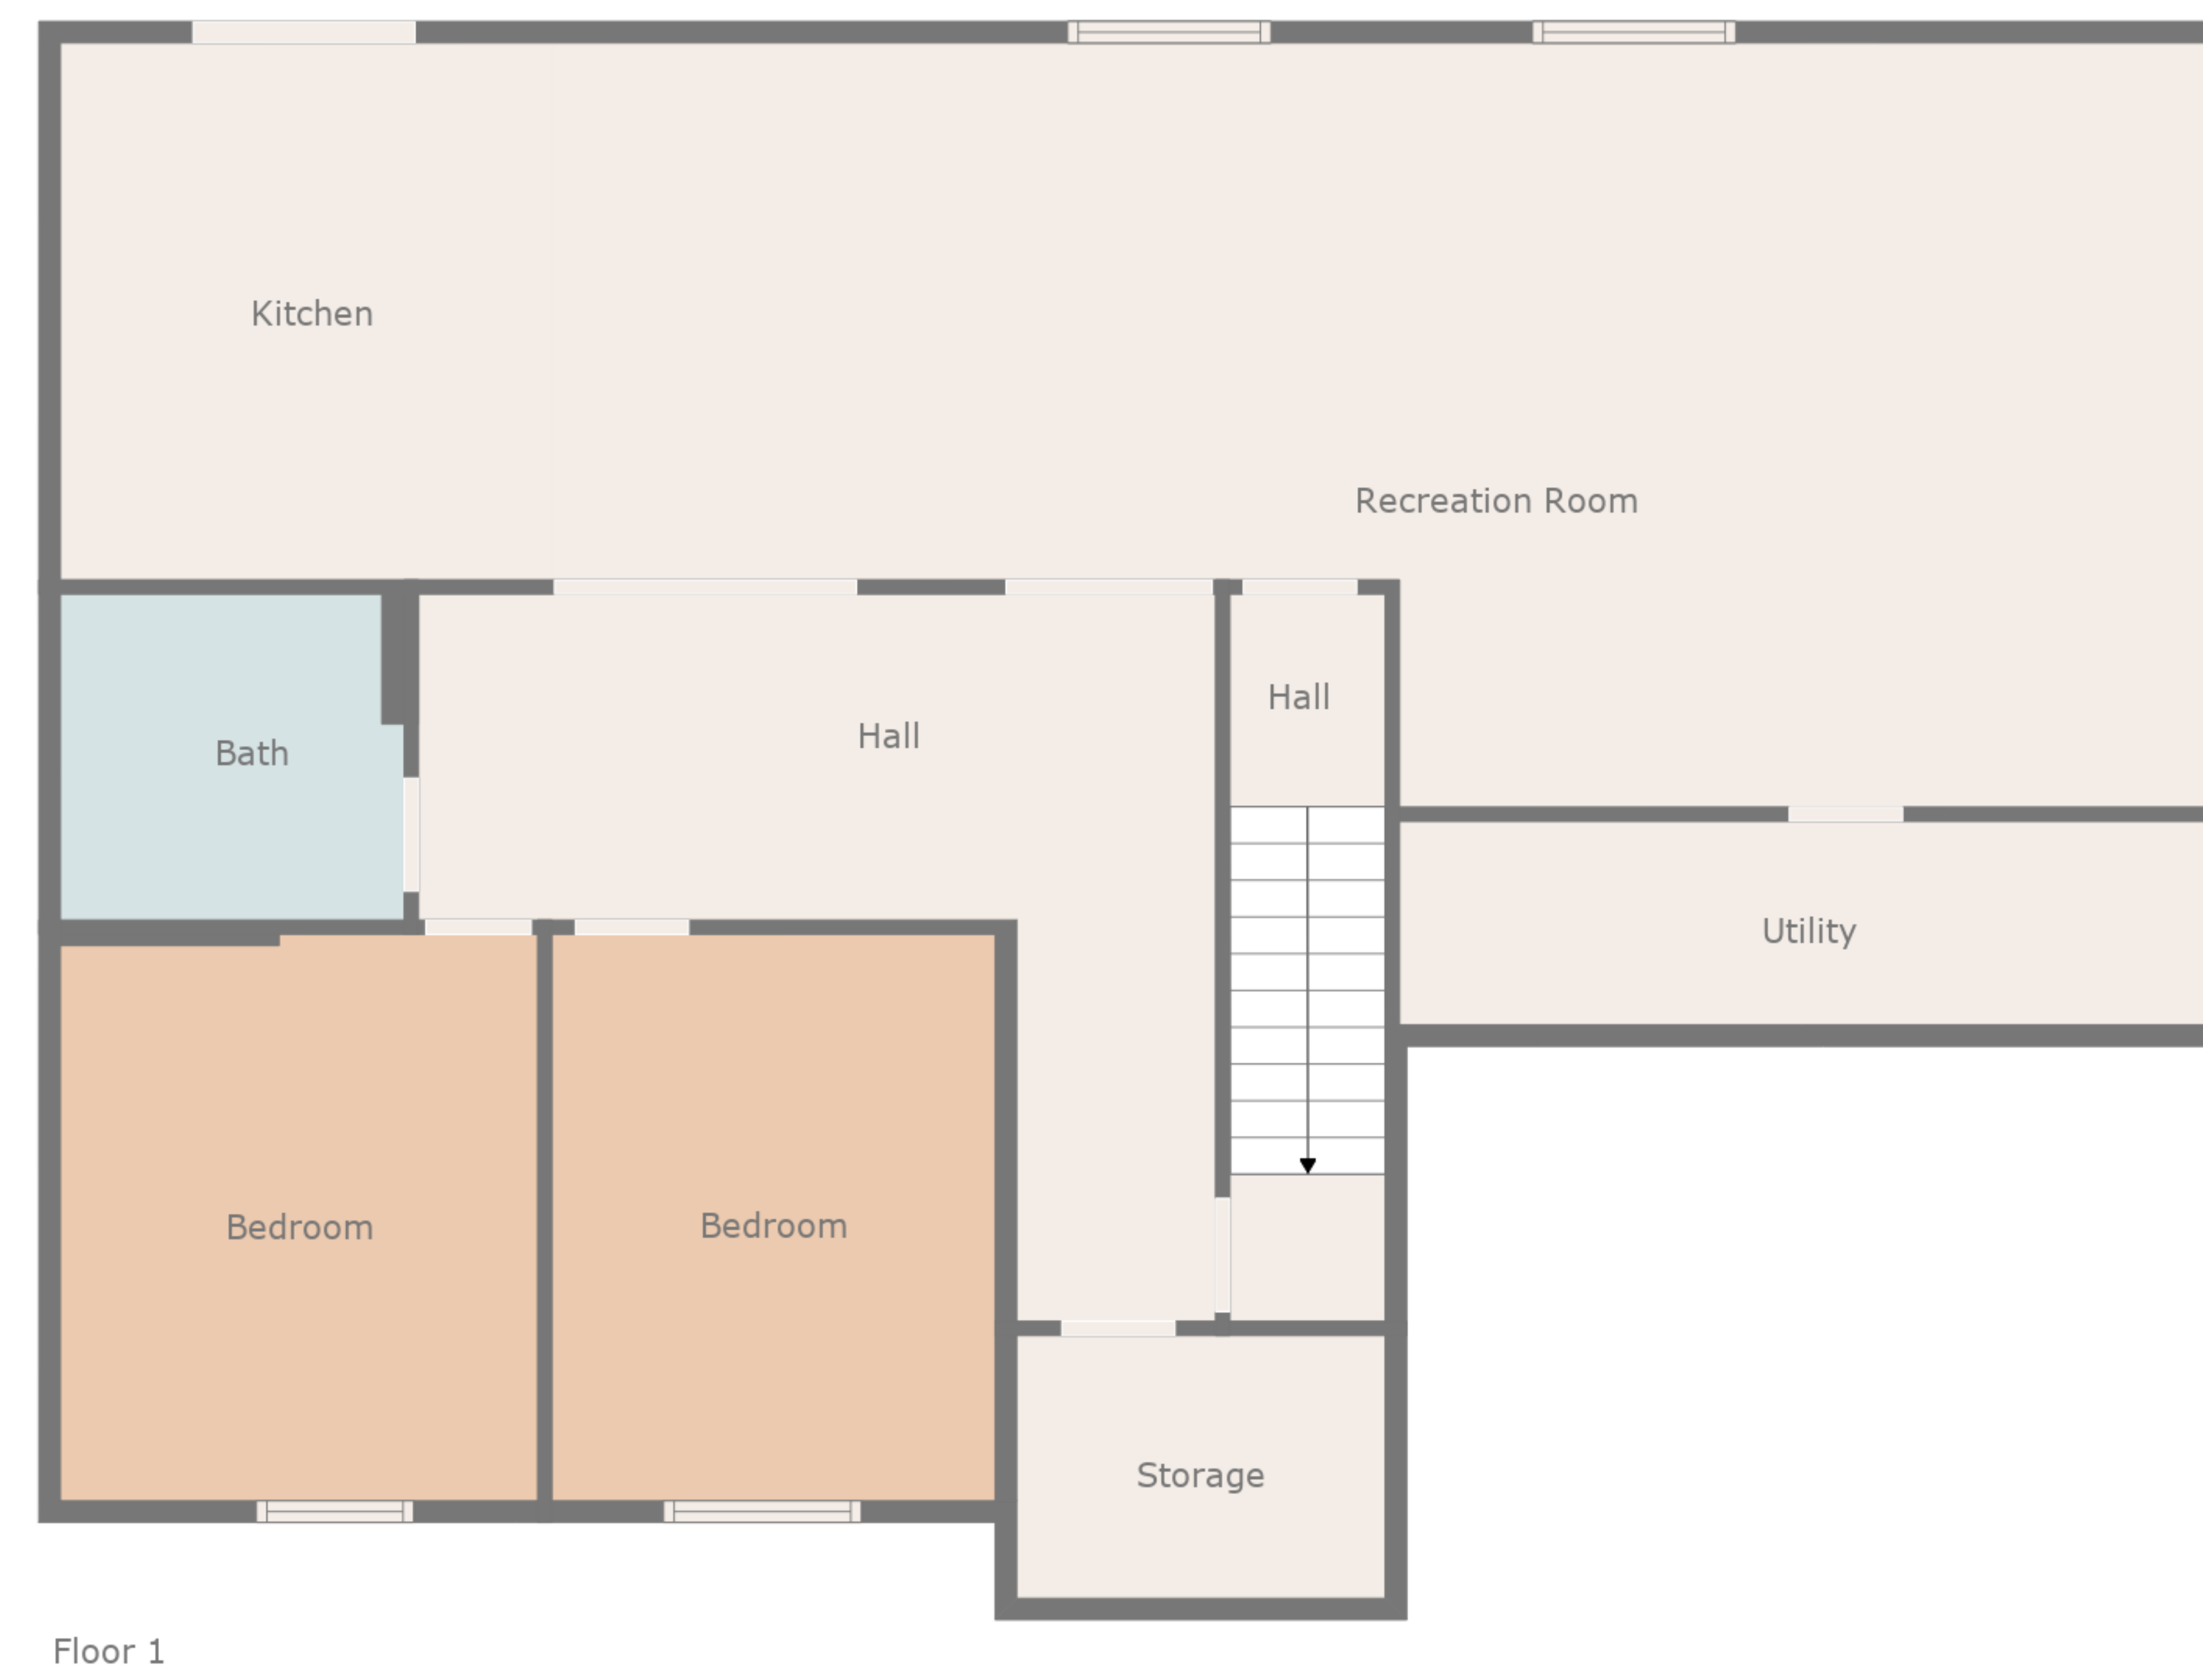 Kitchen
Recreation Room
Hall
Hall
Bath
Utility
Bedroom
Bedroom
Storage
Floor 1